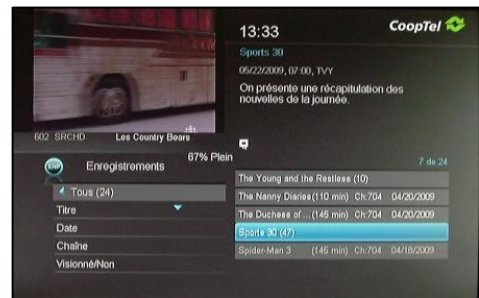 13:33
CoopTel
Sports 30
05/22/2009, 07:00, TVY
On présente une récapitulation des
nouvelles de la journée.
602 SRCHD Les Country Bears
Enregistrements 67% Plein
7 de 24
Tous (24)
Titre
Date
Chaîne
Visionné/Non
The Young and the Restless (10)
The Nanny Diaries (110 min) Ch:704 04/20/2009
The Duchess of ... (145 min) Ch:704 04/20/2009
Sports 30 (47)
Spider-Man 3 (145 min) Ch:704 04/18/2009